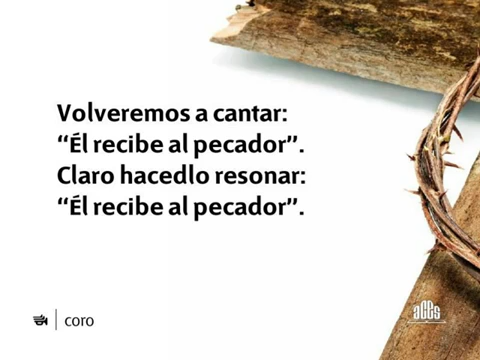 Volveremos a cantar:
“Él recibe al pecador”.
Claro hacedlo resonar:
“Él recibe al pecador”.
coro
aces